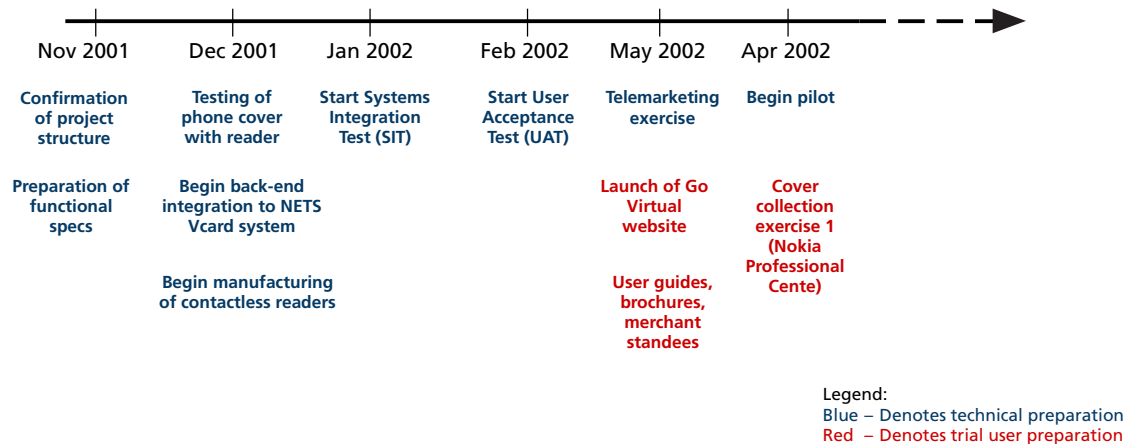 Nov 2001
Dec 2001
Jan 2002
Feb 2002
May 2002
Apr 2002
Confirmation
of project
structure
Testing of
phone cover
with reader
Start Systems
Integration
Test (SIT)
Start User
Acceptance
Test (UAT)
Telemarketing
exercise
Begin pilot
Preparation of
functional
specs
Begin back-end
integration to NETS
Vcard system
Launch of Go
Virtual
website
Cover
collection
exercise 1
(Nokia
Professional
Cente)
Begin manufacturing
of contactless readers
User guides,
brochures,
merchant
standees
Legend:
Blue – Denotes technical preparation
Red – Denotes trial user preparation